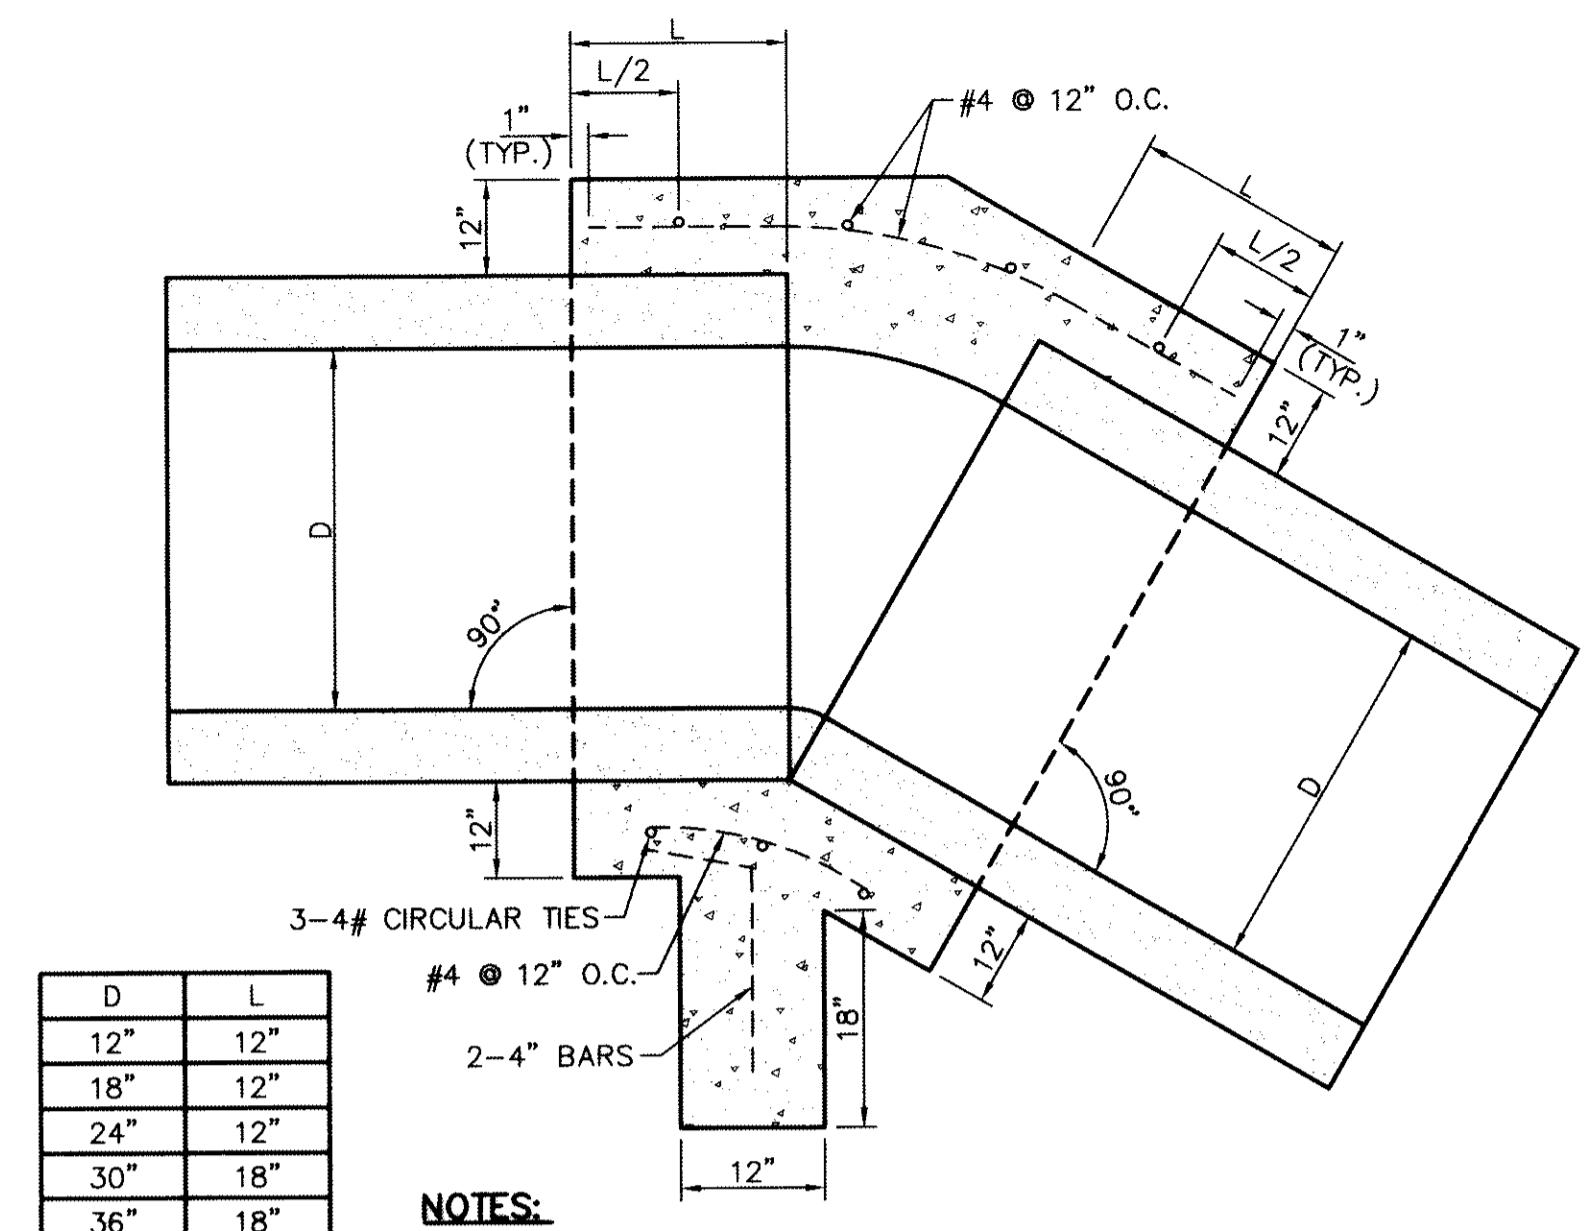 L
L/2
1"
(TYP.)
#4 @ 12" O.C.
L
L/2
1"
(TYP.)
12"
12"
D
90°
90°
D
12"
12"
3-4# CIRCULAR TIES
#4 @ 12" O.C.
2-4" BARS
18"
12"
D L
12" 12"
18" 12"
24" 12"
30" 18"
36" 18"
NOTES: